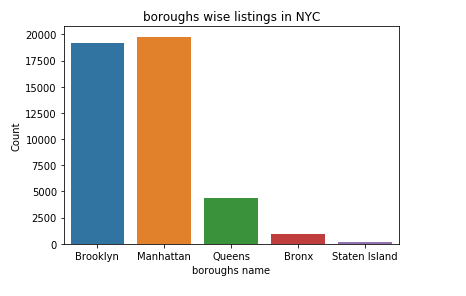 boroughs wise listings in NYC
20000
17500
15000
12500
10000
7500
5000
2500
0
Count
Brooklyn Manhattan Queens Bronx Staten Island
boroughs name